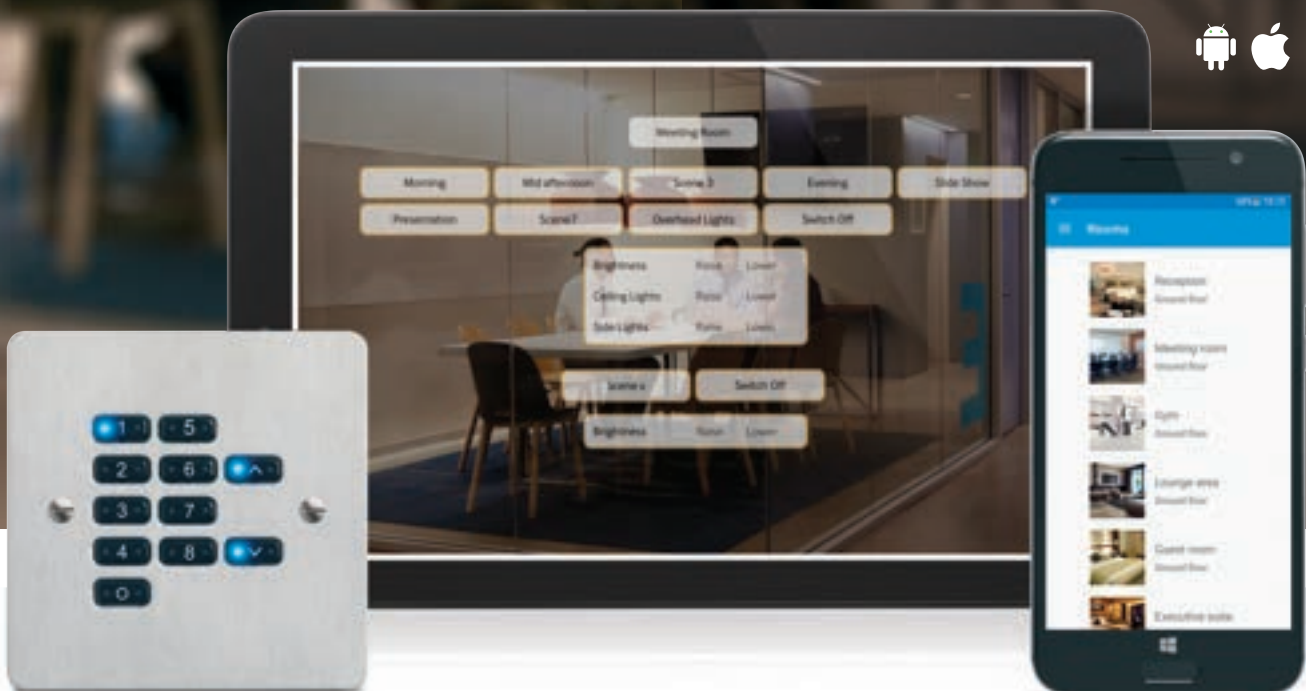 Meeting Room
Morning Mid afternoon Scene 3 Evening Slide Show
Presentation Scene7 Overhead Lights Switch Off
Brightness Raise Lower
Ceiling Lights Raise Lower
Side Lights Raise Lower
Scene Switch Off
Brightness Raise Lower
1 5
2 6
3 7
4 8
0
Rooms
Reception
Ground floor
Meeting room
Ground floor
Gym
Ground floor
Lounge area
Ground floor
Guest room
Ground floor
Executive suite